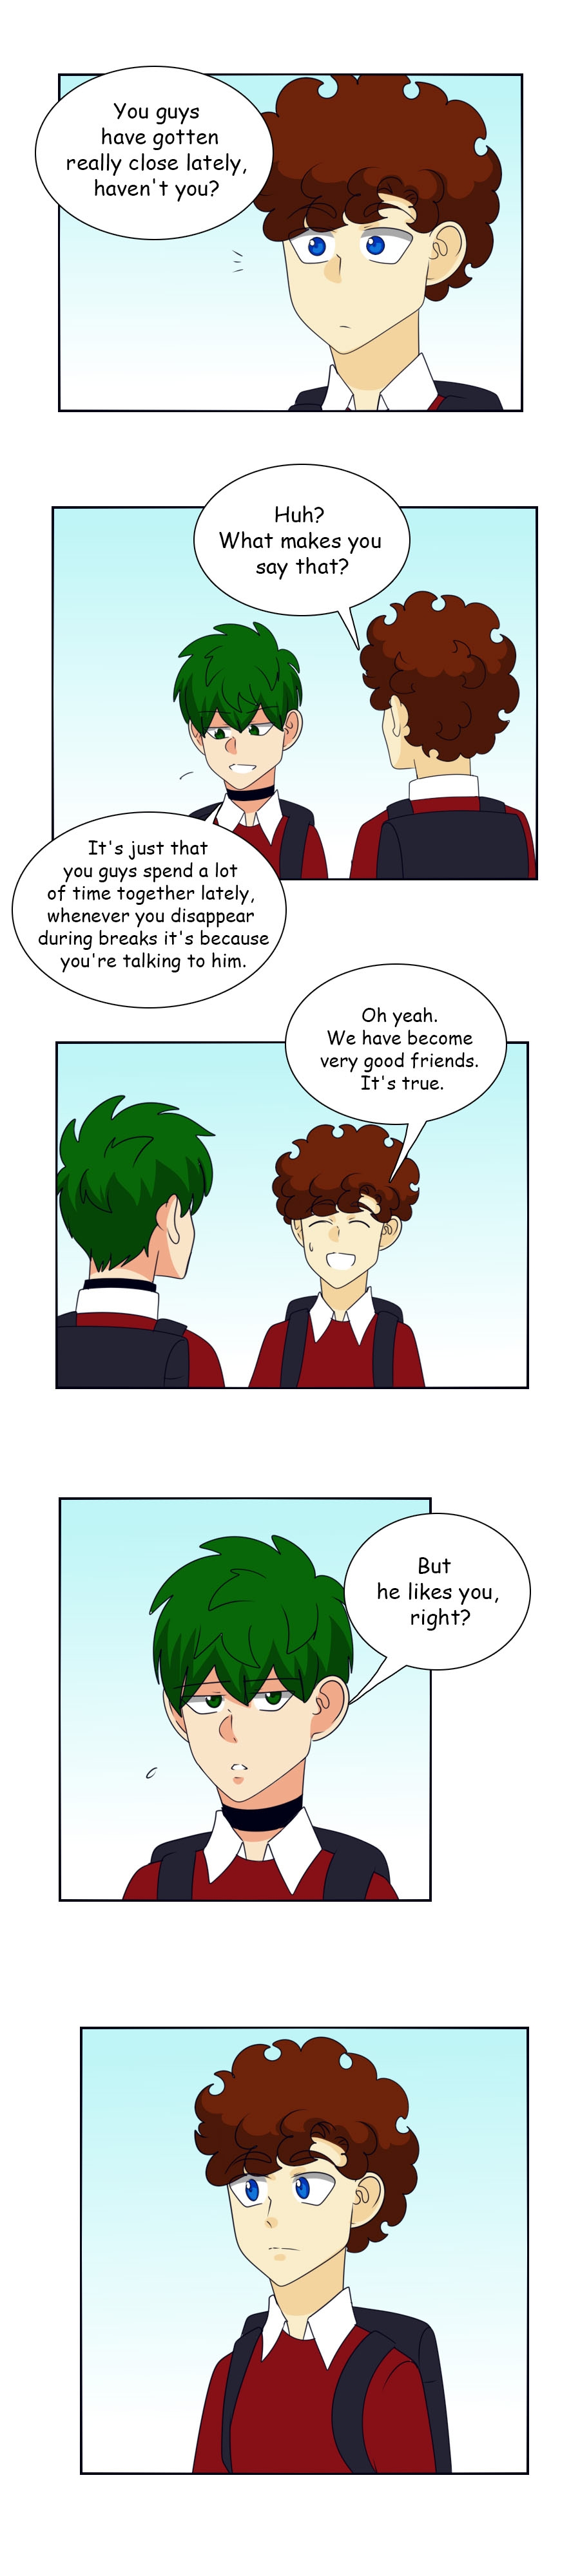 You guys
have gotten
really close lately,
haven't you?
Huh?
What makes you
say that?
It's just that
you guys spend a lot
of time together lately,
whenever you disappear
during breaks it's because
you're talking to him.
Oh yeah.
We have become
very good friends.
It's true.
But
he likes you,
right?